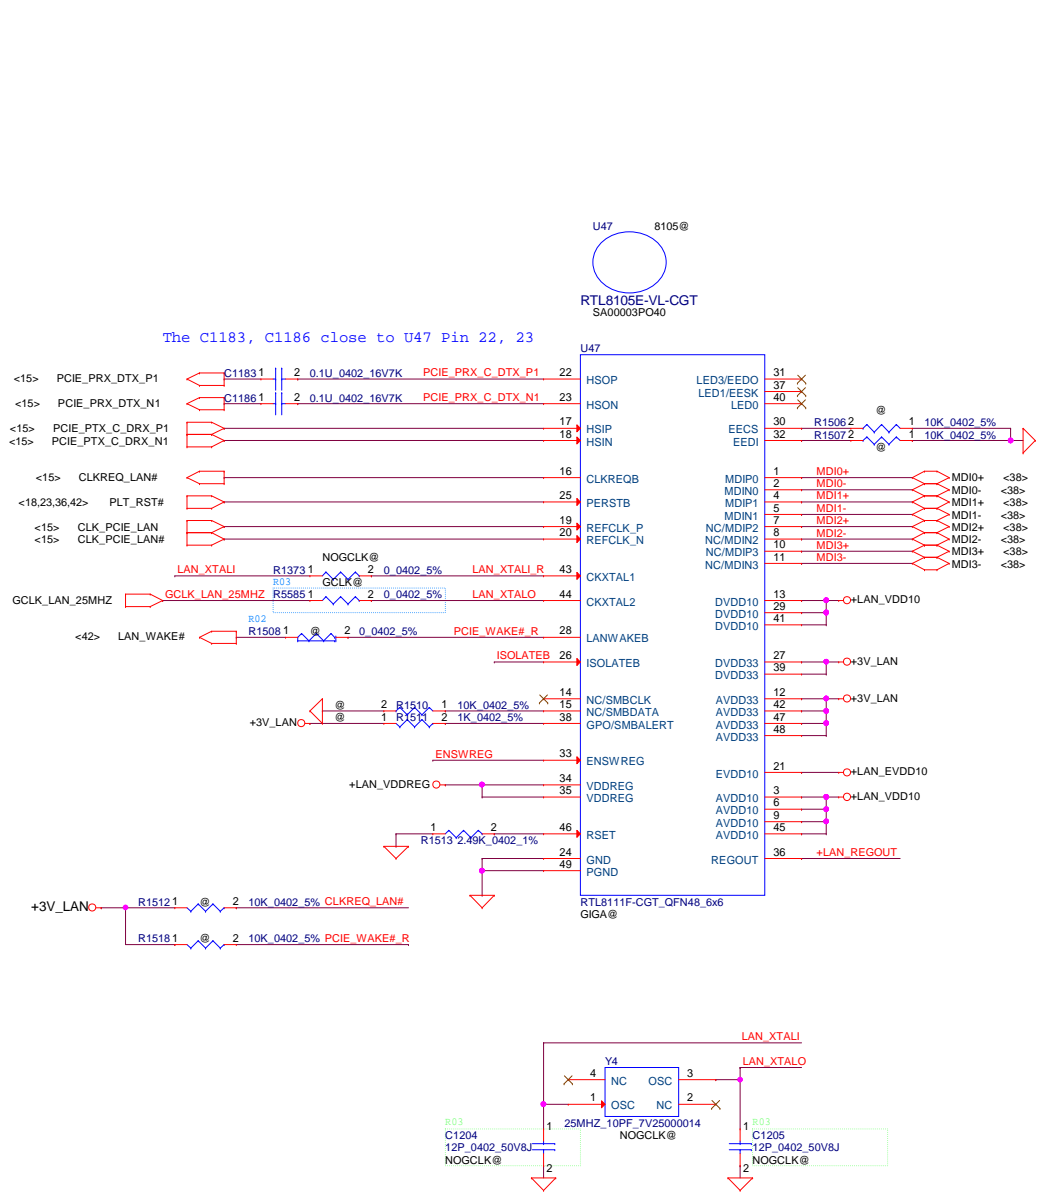 U47 8105@
RTL8105E-VL-CGT
SA00003PO40
The C1183, C1186 close to U47 Pin 22, 23
U47
<15> PCIE_PRX_DTX_P1 C1183 1 2 0.1U_0402_16V7K PCIE_PRX_C_DTX_P1 22 HSOP LED3/EEDO 31
LED1/EESK 37
<15> PCIE_PRX_DTX_N1 C1186 1 2 0.1U_0402_16V7K PCIE_PRX_C_DTX_N1 23 HSON LED0 40
@
<15> PCIE_PTX_C_DRX_P1 17 HSIP EECS 30 R1506 2 1 10K_0402_5%
<15> PCIE_PTX_C_DRX_N1 18 HSIN EEDI 32 R1507 2 1 10K_0402_5%
@
<15> CLKREQ_LAN# 16 CLKREQB MDIP0 1 MDI0+ MDI0+ <38>
MDIN0 2 MDI0- MDI0- <38>
<18,23,36,42> PLT_RST# 25 PERSTB MDIP1 4 MDI1+ MDI1+ <38>
MDIN1 5 MDI1- MDI1- <38>
<15> CLK_PCIE_LAN 19 REFCLK_P NC/MDIP2 7 MDI2+ MDI2+ <38>
<15> CLK_PCIE_LAN# 20 REFCLK_N NC/MDIN2 8 MDI2- MDI2- <38>
NC/MDIP3 10 MDI3+ MDI3+ <38>
NOGCLK@ NC/MDIN3 11 MDI3- MDI3- <38>
LAN_XTALI R1373 1 2 0_0402_5% LAN_XTALI_R 43 CKXTAL1
R03 GCLK@
GCLK_LAN_25MHZ GCLK_LAN_25MHZ R5585 1 2 0_0402_5% LAN_XTALO 44 CKXTAL2 DVDD10 13 +LAN_VDD10
DVDD10 29
R02 DVDD10 41
<42> LAN_WAKE# R1508 1 @ 2 0_0402_5% PCIE_WAKE#_R 28 LANWAKEB
ISOLATEB 26 ISOLATEB DVDD33 27 +3V_LAN
DVDD33 39
14 NC/SMBCLK AVDD33 12 +3V_LAN
@ 2 R1510 1 10K_0402_5% 15 NC/SMBDATA AVDD33 42
+3V_LAN @ 1 R1511 2 1K_0402_5% 38 GPO/SMBALERT AVDD33 47
AVDD33 48
ENSWREG 33 ENSWREG
EVDD10 21 +LAN_EVDD10
+LAN_VDDREG 34 VDDREG
35 VDDREG AVDD10 3 +LAN_VDD10
AVDD10 6
AVDD10 9
1 2 46 RSET AVDD10 45
R1513 2.49K_0402_1%
24 GND REGOUT 36 +LAN_REGOUT
49 PGND
RTL8111F-CGT_QFN48_6x6
GIGA@
+3V_LAN R1512 1 @ 2 10K_0402_5% CLKREQ_LAN#
R1518 1 @ 2 10K_0402_5% PCIE_WAKE#_R
LAN_XTALI
Y4 LAN_XTALO
4 NC OSC 3
1 OSC NC 2
25MHZ_10PF_7V25000014
NOGCLK@
R03 1 1 R03
C1204 C1205
12P_0402_50V8J 12P_0402_50V8J
NOGCLK@ NOGCLK@
2 2